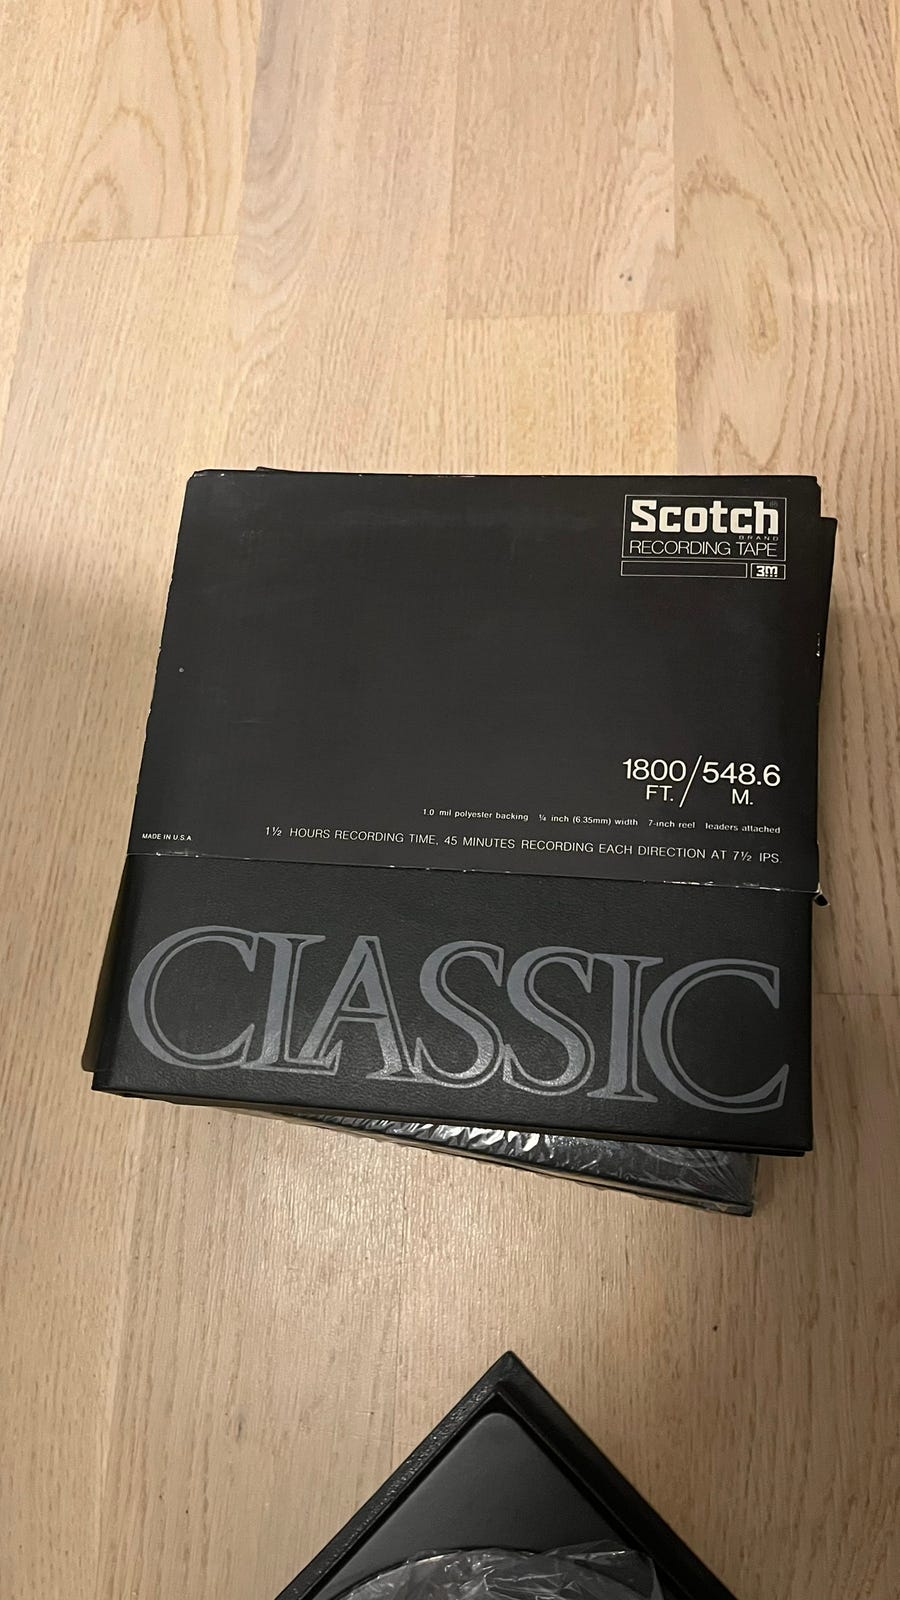 Scotch®
BRAND
RECORDING TAPE
3M
1800/548.6
FT. M.
1.0 mil polyester backing ¼ inch (6.35mm) width 7-inch reel leaders attached
MADE IN U.S.A.
1½ HOURS RECORDING TIME, 45 MINUTES RECORDING EACH DIRECTION AT 7½ IPS.
CLASSIC